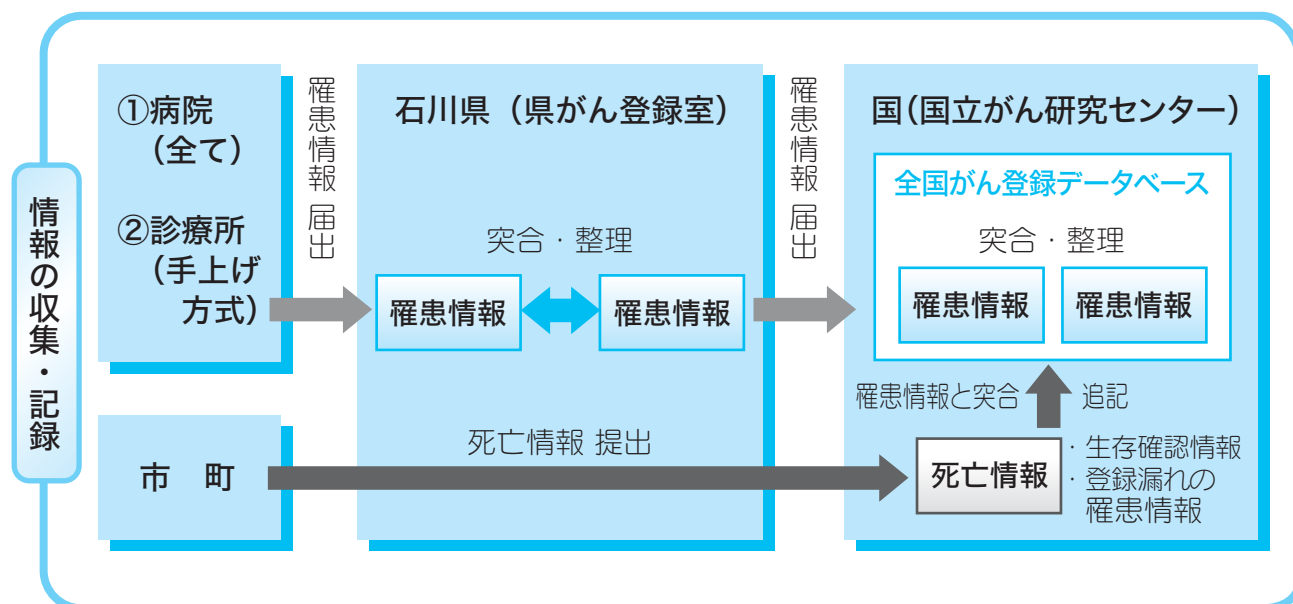 情報の収集・記録
①病院
（全て）
②診療所
（手上げ
方式）
罹患情報 届出
石川県（県がん登録室）
突合・整理
罹患情報
罹患情報
罹患情報 届出
国（国立がん研究センター）
全国がん登録データベース
突合・整理
罹患情報
罹患情報
罹患情報と突合
追記
市 町
死亡情報 提出
死亡情報
・生存確認情報
・登録漏れの
罹患情報